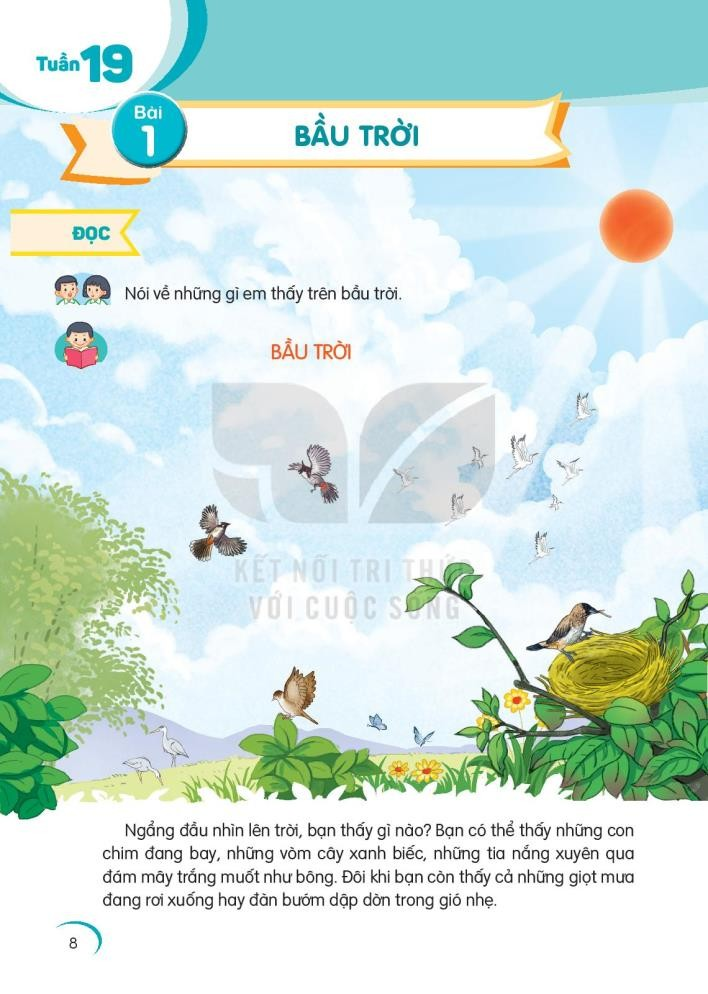 Tuần 19
Bài
1
BẦU TRỜI
ĐỌC
Nói về những gì em thấy trên bầu trời.
BẦU TRỜI
KẾT NỐI TRI THỨC
VỚI CUỘC SỐNG
Ngẩng đầu nhìn lên trời, bạn thấy gì nào? Bạn có thể thấy những con
chim đang bay, những vòm cây xanh biếc, những tia nắng xuyên qua
đám mây trắng muốt như bông. Đôi khi bạn còn thấy cả những giọt mưa
đang rơi xuống hay đàn bướm dập dờn trong gió nhẹ.
8